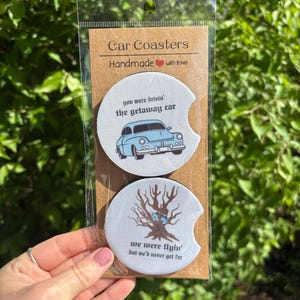 Car Coasters
Handmade with love
you were drivin'
the getaway car
we were flyin'
but we'd never get far